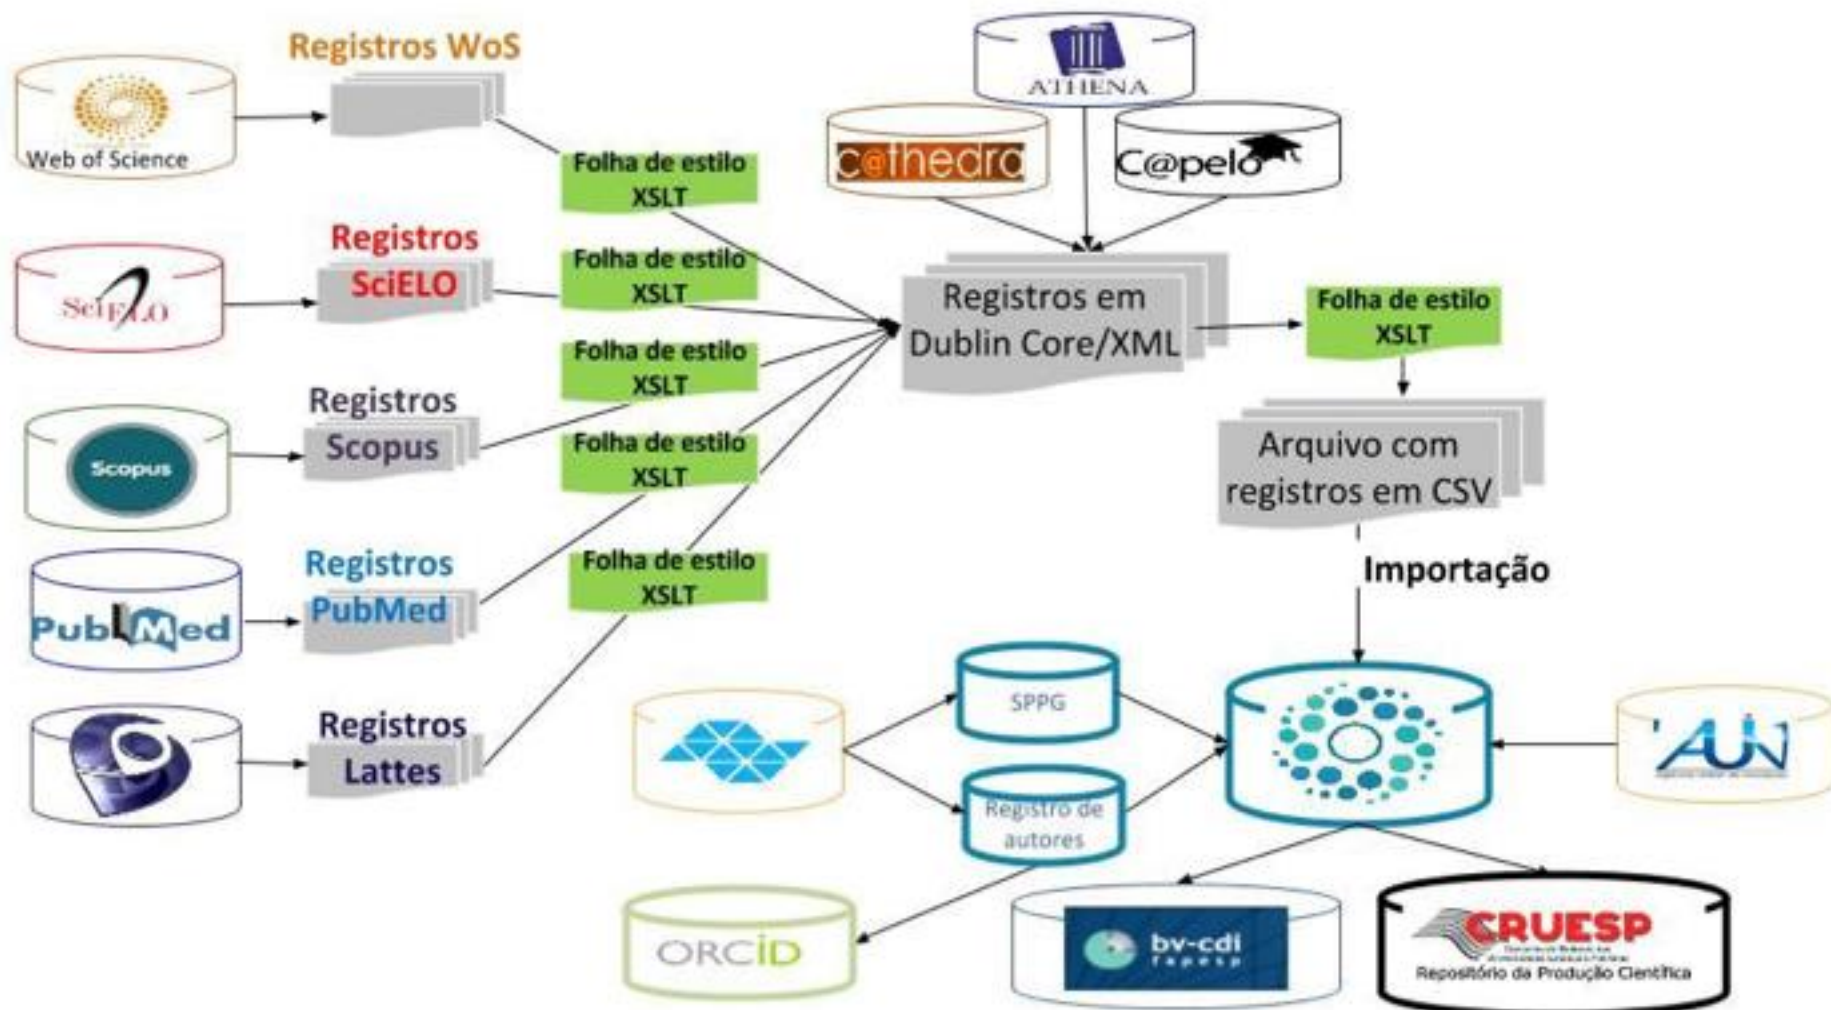 Registros WoS
Web of Science
Folha de estilo
XSLT
ATHENA
c@thedra
C@pelo
Registros
SciELO
SciELO
Folha de estilo
XSLT
Registros em
Dublin Core/XML
Folha de estilo
XSLT
Registros
Scopus
Scopus
Folha de estilo
XSLT
Arquivo com
registros em CSV
Folha de estilo
XSLT
Registros
PubMed
PubMed
Folha de estilo
XSLT
Importação
Registros
Lattes
SPPG
Registro de
autores
AUIN
ORCiD
bv-cdi
fapesp
CRUESP
Repositório da Produção Científica